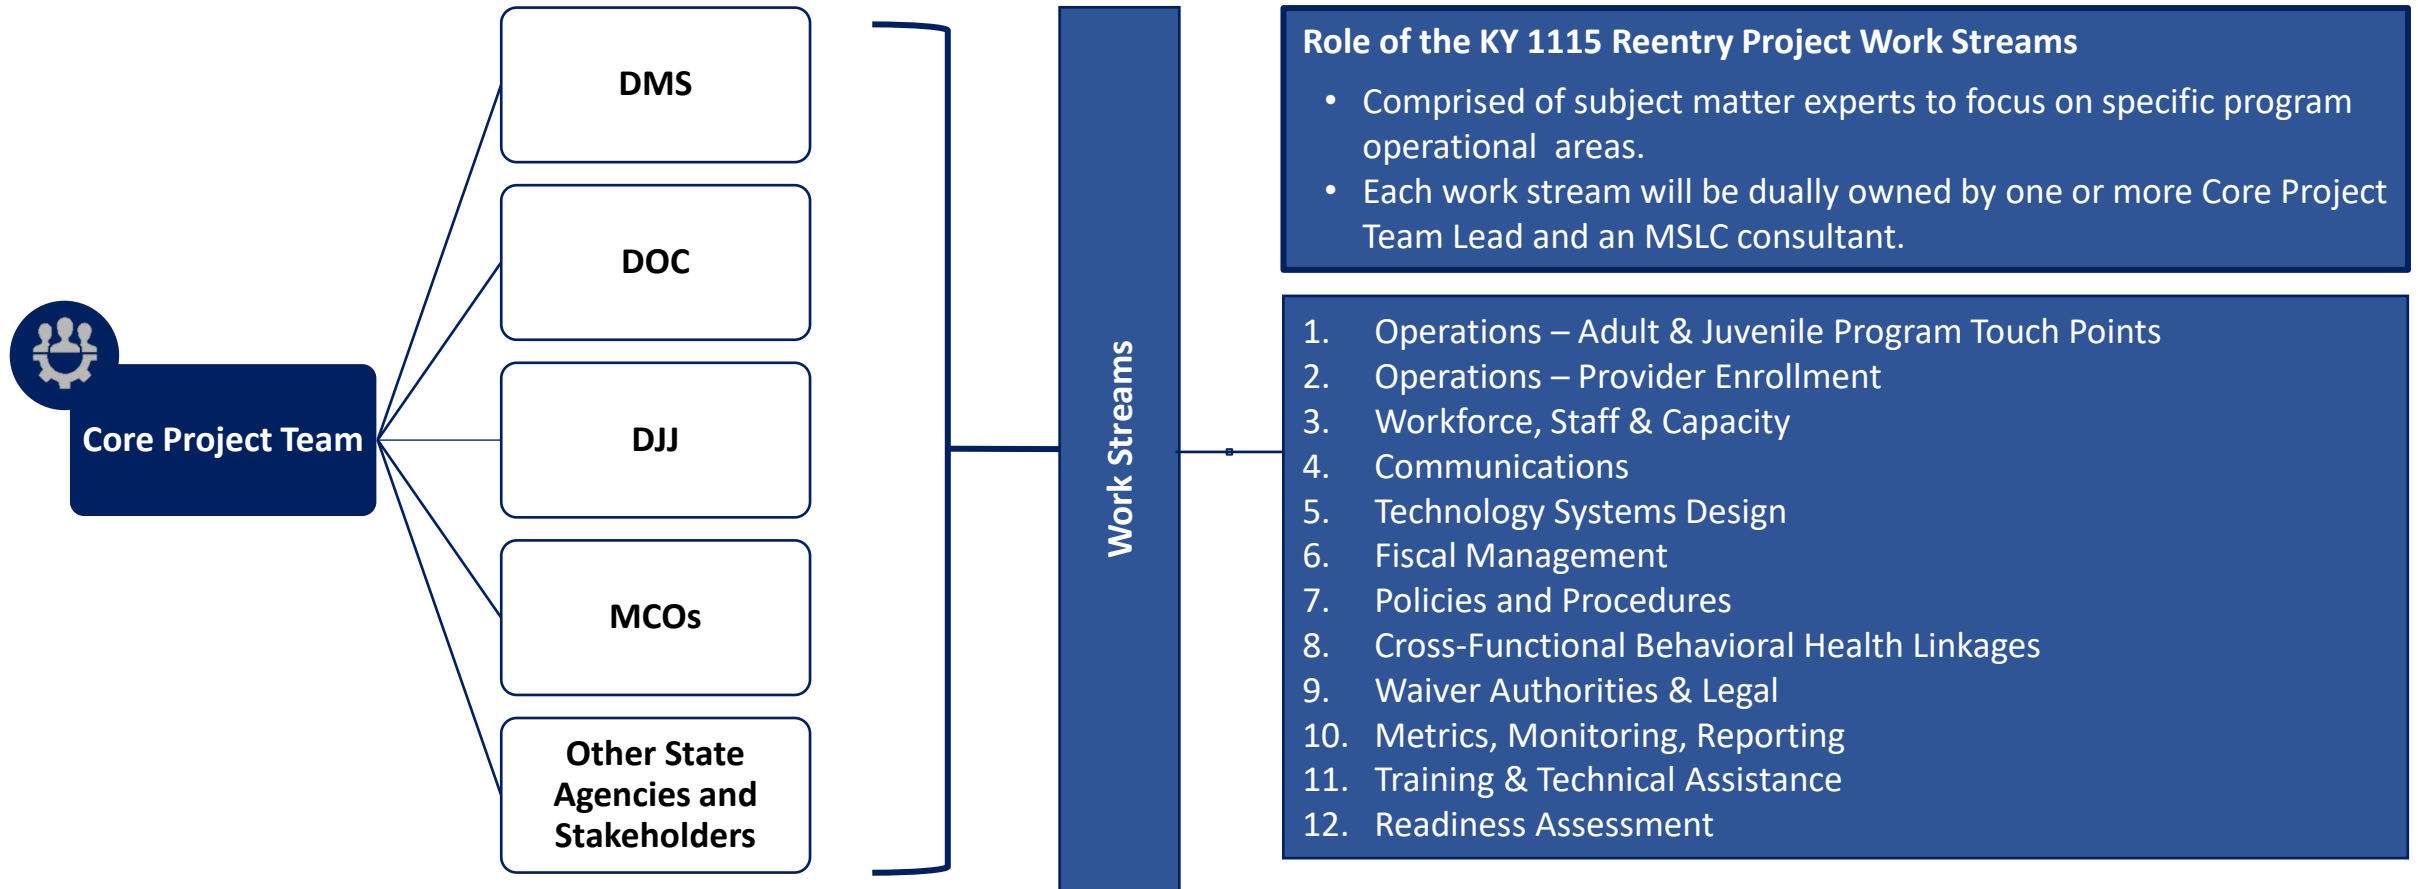 Core Project Team
DMS
DOC
DJJ
MCOs
Other State
Agencies and
Stakeholders
Work Streams
Role of the KY 1115 Reentry Project Work Streams
• Comprised of subject matter experts to focus on specific program
operational  areas.
• Each work stream will be dually owned by one or more Core Project
Team Lead and an MSLC consultant.
1. Operations – Adult & Juvenile Program Touch Points
2. Operations – Provider Enrollment
3. Workforce, Staff & Capacity
4. Communications
5. Technology Systems Design
6. Fiscal Management
7. Policies and Procedures
8. Cross-Functional Behavioral Health Linkages
9. Waiver Authorities & Legal
10. Metrics, Monitoring, Reporting
11. Training & Technical Assistance
12. Readiness Assessment